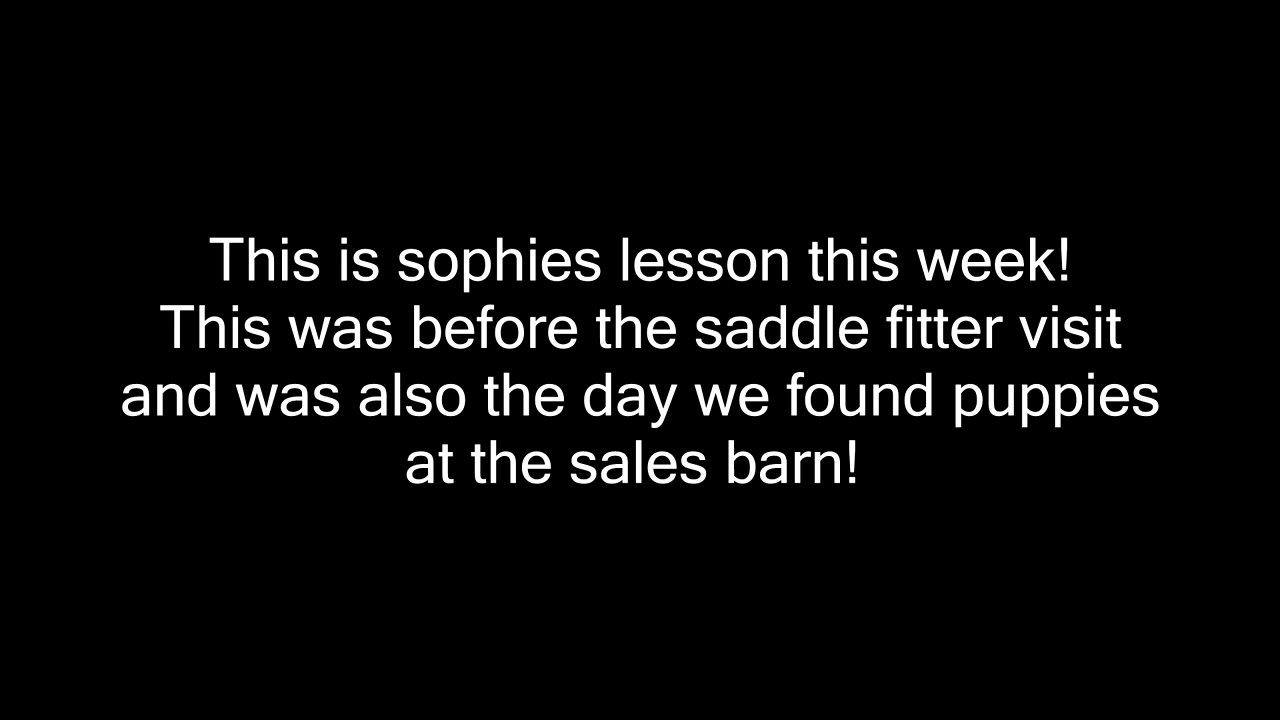 This is sophies lesson this week!
This was before the saddle fitter visit
and was also the day we found puppies
at the sales barn!